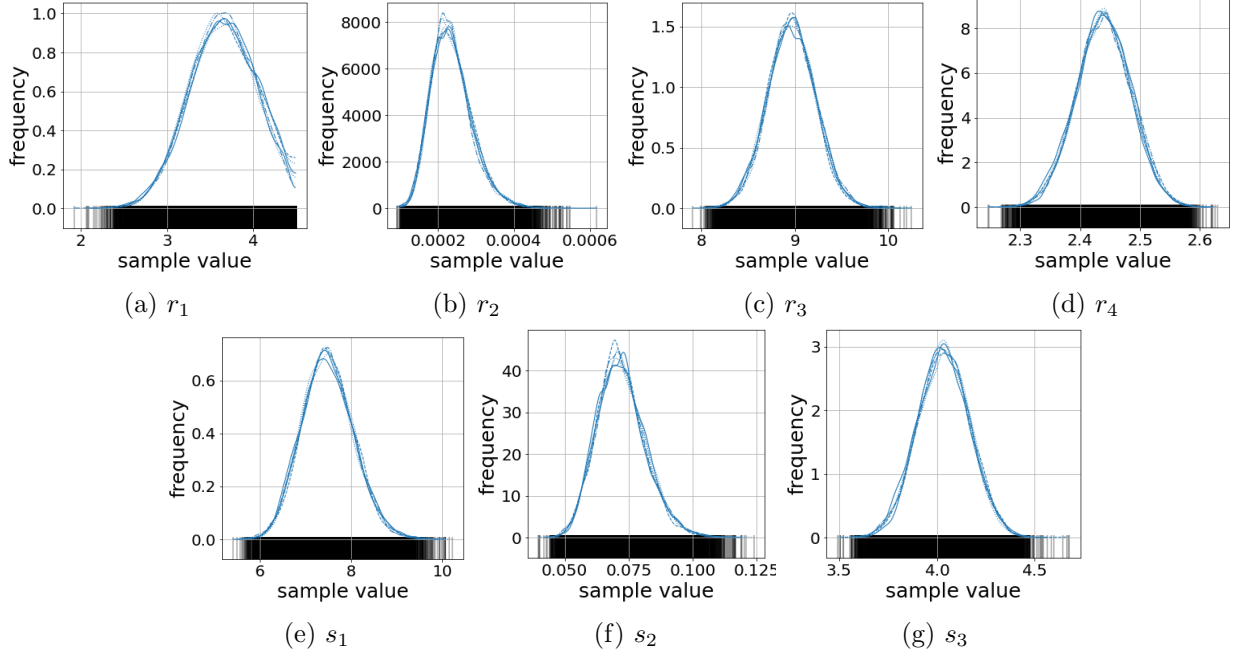 1.0
0.8
0.6
0.4
0.2
0.0
frequency
2 3 4
sample value
(a) r1
8000
6000
4000
2000
0
frequency
0.0002 0.0004 0.0006
sample value
(b) r2
1.5
1.0
0.5
0.0
frequency
8 9 10
sample value
(c) r3
8
6
4
2
0
frequency
2.3 2.4 2.5 2.6
sample value
(d) r4
0.6
0.4
0.2
0.0
frequency
6 8 10
sample value
(e) s1
40
30
20
10
0
frequency
0.050 0.075 0.100 0.125
sample value
(f) s2
3
2
1
0
frequency
3.5 4.0 4.5
sample value
(g) s3